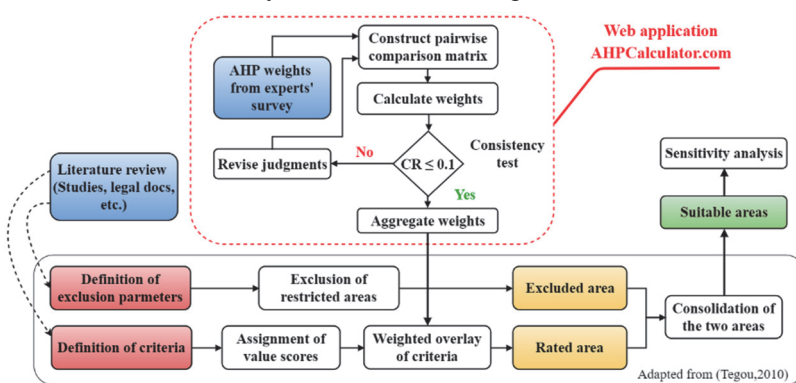 Web application
AHPCalculator.com
Construct pairwise
comparison matrix
AHP weights
from experts'
survey
Calculate weights
Consistency
test
CR ≤ 0.1
No
Revise judgments
Yes
Aggregate weights
Literature review
(Studies, legal docs,
etc.)
Sensitivity analysis
Suitable areas
Definition of
exclusion parmeters
Exclusion of
restricted areas
Excluded area
Consolidation of
the two areas
Definition of criteria
Assignment of
value scores
Weighted overlay
of criteria
Rated area
Adapted from (Tegou,2010)